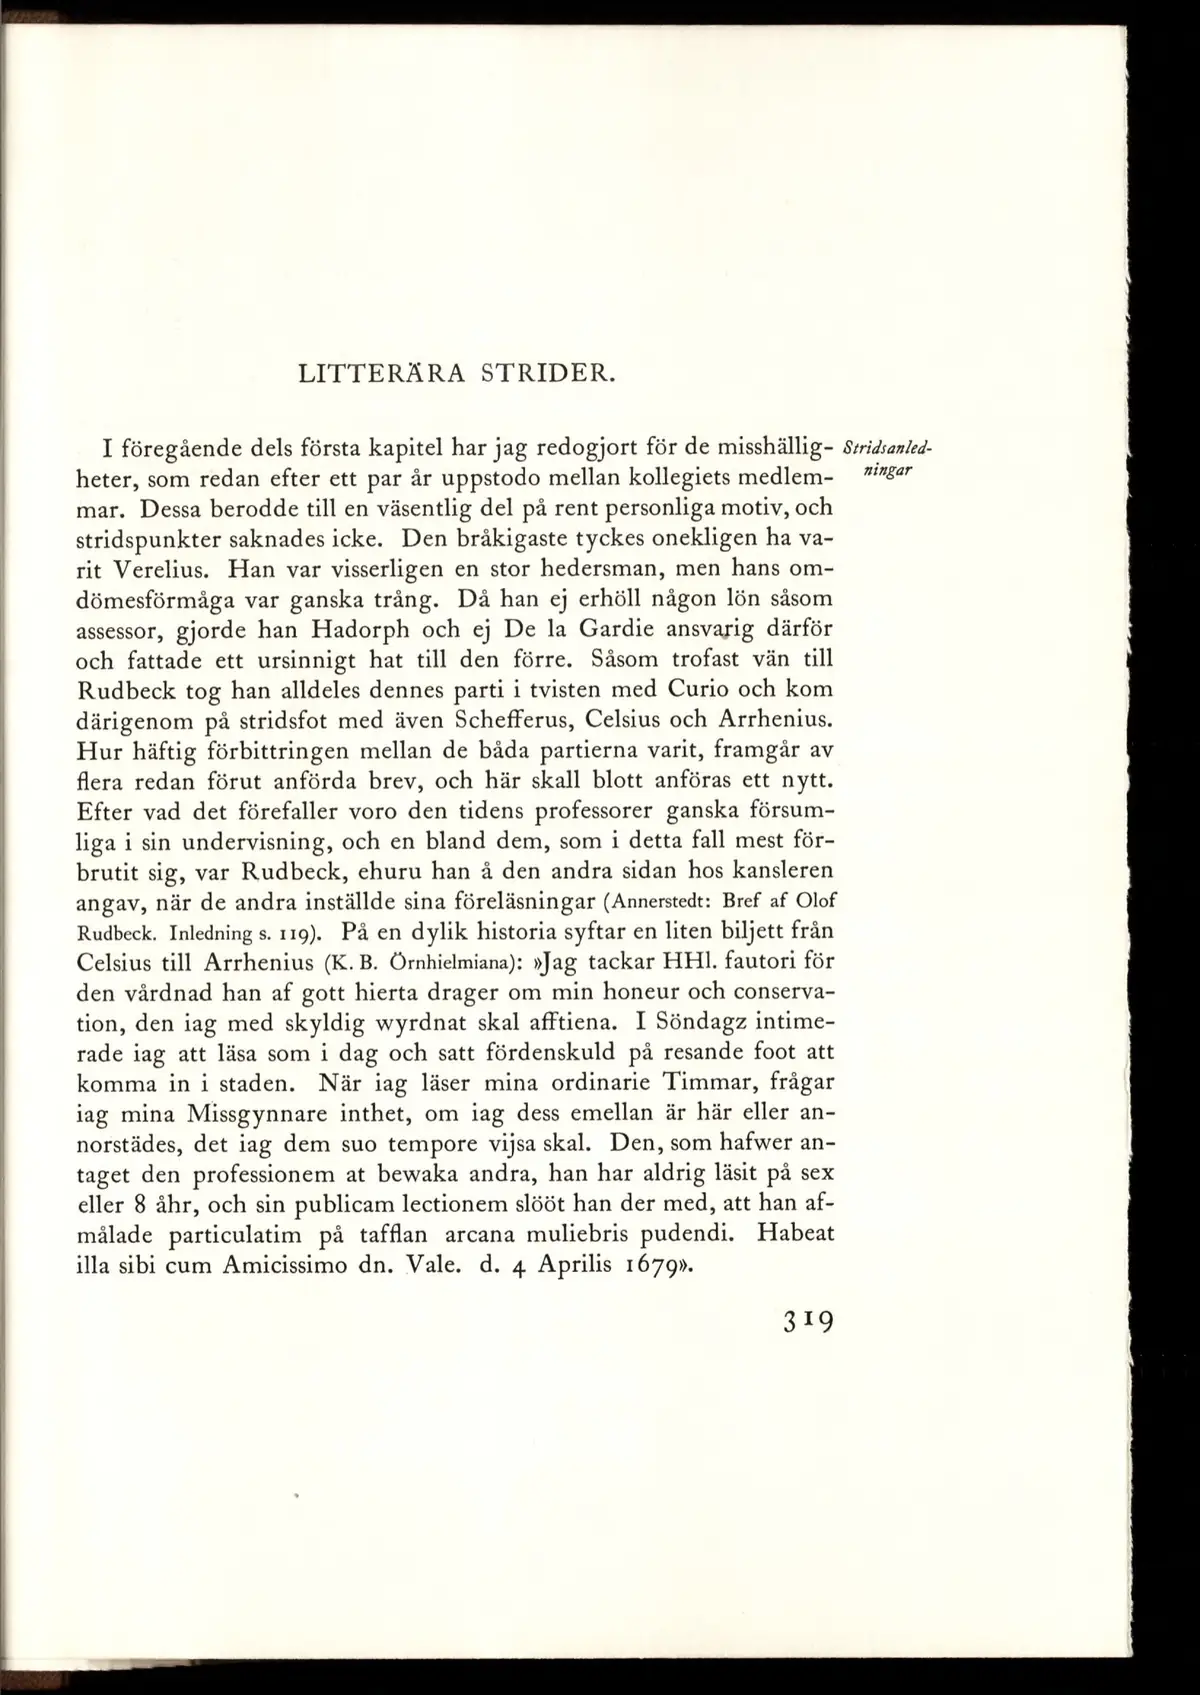 LITTERÄRA STRIDER.
I föregående dels första kapitel har jag redogjort för de misshällig-
Stridsanled-
ningar
heter, som redan efter ett par år uppstodo mellan kollegiets medlem-
mar. Dessa berodde till en väsentlig del på rent personliga motiv, och
stridspunkter saknades icke. Den bråkigaste tyckes onekligen ha va-
rit Verelius. Han var visserligen en stor hedersman, men hans om-
dömesförmåga var ganska trång. Då han ej erhöll någon lön såsom
assessor, gjorde han Hadorph och ej De la Gardie ansvarig därför
och fattade ett ursinnigt hat till den förre. Såsom trofast vän till
Rudbeck tog han alldeles dennes parti i tvisten med Curio och kom
därigenom på stridsfot med även Schefferus, Celsius och Arrhenius.
Hur häftig förbittringen mellan de båda partierna varit, framgår av
flera redan förut anförda brev, och här skall blott anföras ett nytt.
Efter vad det förefaller voro den tidens professorer ganska försum-
liga i sin undervisning, och en bland dem, som i detta fall mest för-
brutit sig, var Rudbeck, ehuru han å den andra sidan hos kansleren
angav, när de andra inställde sina föreläsningar (Annerstedt: Bref af Olof
Rudbeck. Inledning s. 119). På en dylik historia syftar en liten biljett från
Celsius till Arrhenius (K. B. Örnhielmiana): »Jag tackar HHl. fautori för
den vårdnad han af gott hierta drager om min honeur och conserva-
tion, den iag med skyldig wyrdnat skal afftiena. I Söndagz intime-
rade iag att läsa som i dag och satt fördenskuld på resande foot att
komma in i staden. När iag läser mina ordinarie Timmar, frågar
iag mina Missgynnare inthet, om iag dess emellan är här eller an-
norstädes, det iag dem suo tempore vijsa skal. Den, som hafwer an-
taget den professionem at bewaka andra, han har aldrig läsit på sex
eller 8 åhr, och sin publicam lectionem slööt han der med, att han af-
målade particulatim på tafflan arcana muliebris pudendi. Habeat
illa sibi cum Amicissimo dn. Vale. d. 4 Aprilis 1679».
319